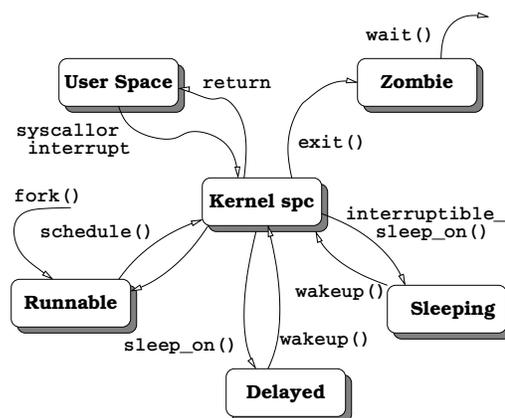 wait()
User Space
return
Zombie
syscallor
interrupt
exit()
fork()
Kernel spc
interruptible_
sleep_on()
schedule()
Runnable
wakeup()
Sleeping
sleep_on()
wakeup()
Delayed